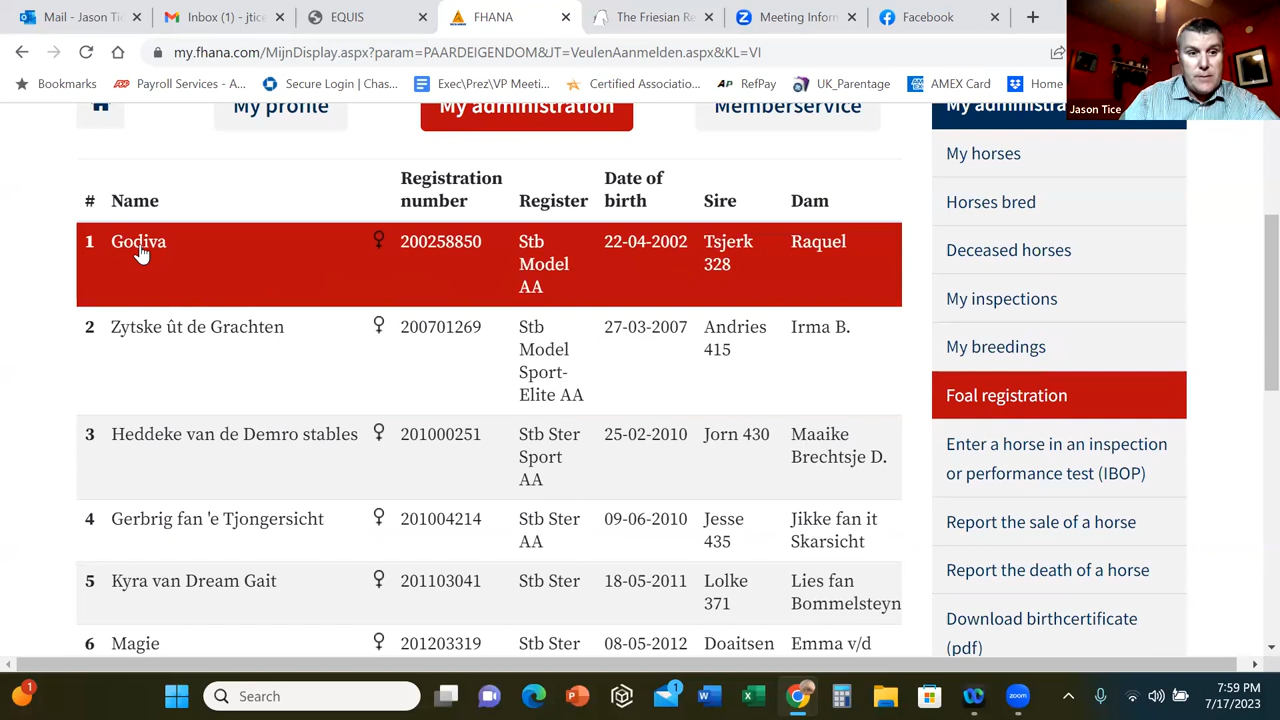 Mail - Jason Tice - O
Inbox (1) - jtice
EQUIS
FHANA
The Friesian Re
Meeting Inform
Facebook
my.fhana.com/MijnDisplay.aspx?param=PAARDEIGENDOM&JT=VeulenAanmelden.aspx&KL=VI
Bookmarks
Payroll Services - A...
Secure Login | Chas...
Exec\Prez\VP Meeti...
Certified Associatio...
RefPay
UK_Parentage
AMEX Card
Home
Jason Tice
My profile
My administration
Memberservice
My administra
# Name Registration number Register Date of birth Sire Dam
1 Godiva ♀ 200258850 Stb Model AA 22-04-2002 Tsjerk 328 Raquel
2 Zytske ût de Grachten ♀ 200701269 Stb Model Sport-Elite AA 27-03-2007 Andries 415 Irma B.
3 Heddeke van de Demro stables ♀ 201000251 Stb Ster Sport AA 25-02-2010 Jorn 430 Maaike Brechtsje D.
4 Gerbrig fan 'e Tjongersicht ♀ 201004214 Stb Ster AA 09-06-2010 Jesse 435 Jikke fan it Skarsicht
5 Kyra van Dream Gait ♀ 201103041 Stb Ster 18-05-2011 Lolke 371 Lies fan Bommelsteyn
6 Magie ♀ 201203319 Stb Ster 08-05-2012 Doaitsen Emma v/d
My horses
Horses bred
Deceased horses
My inspections
My breedings
Foal registration
Enter a horse in an inspection
or performance test (IBOP)
Report the sale of a horse
Report the death of a horse
Download birthcertificate
(pdf)
1
Search
1
zoom
7:59 PM
7/17/2023